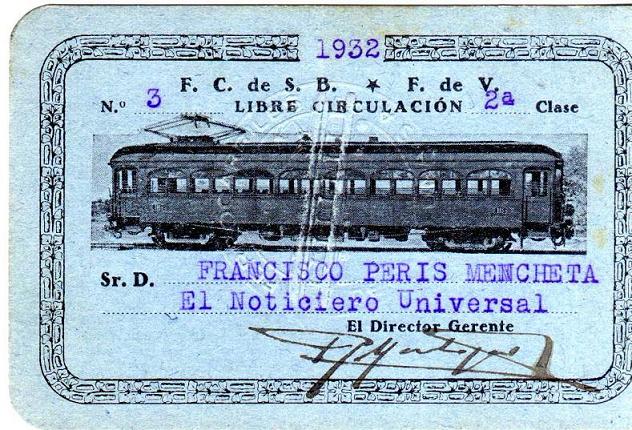 1932
F. C. de S. B. ★ F. de V.
N.º 3 LIBRE CIRCULACIÓN 2ª Clase
Sr. D. FRANCISCO PERIS MENCHETA
El Noticiero Universal
El Director Gerente